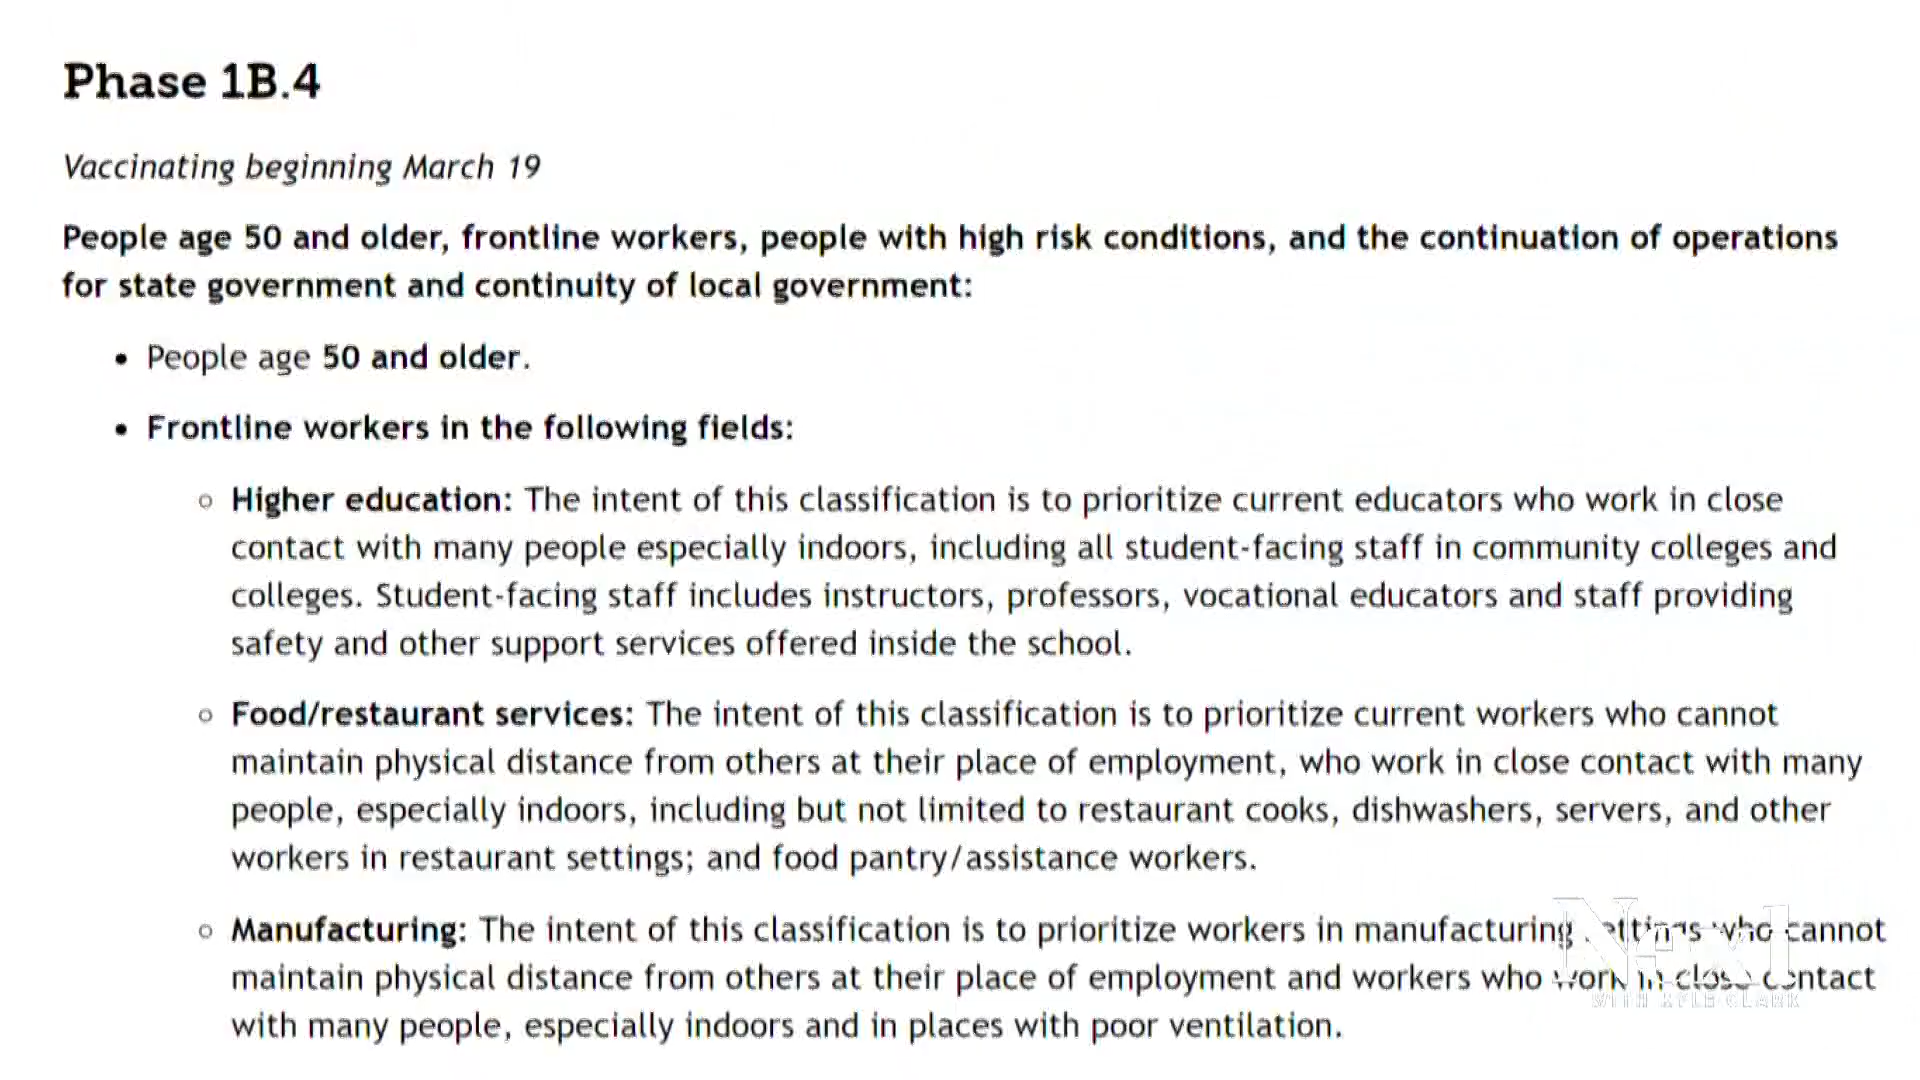 Phase 1B.4
Vaccinating beginning March 19
People age 50 and older, frontline workers, people with high risk conditions, and the continuation of operations
for state government and continuity of local government:
• People age 50 and older.
• Frontline workers in the following fields:
○ Higher education: The intent of this classification is to prioritize current educators who work in close
contact with many people especially indoors, including all student-facing staff in community colleges and
colleges. Student-facing staff includes instructors, professors, vocational educators and staff providing
safety and other support services offered inside the school.
○ Food/restaurant services: The intent of this classification is to prioritize current workers who cannot
maintain physical distance from others at their place of employment, who work in close contact with many
people, especially indoors, including but not limited to restaurant cooks, dishwashers, servers, and other
workers in restaurant settings; and food pantry/assistance workers.
○ Manufacturing: The intent of this classification is to prioritize workers in manufacturing settings who cannot
maintain physical distance from others at their place of employment and workers who work in close contact
with many people, especially indoors and in places with poor ventilation.
Next
WITH KYLE CLARK